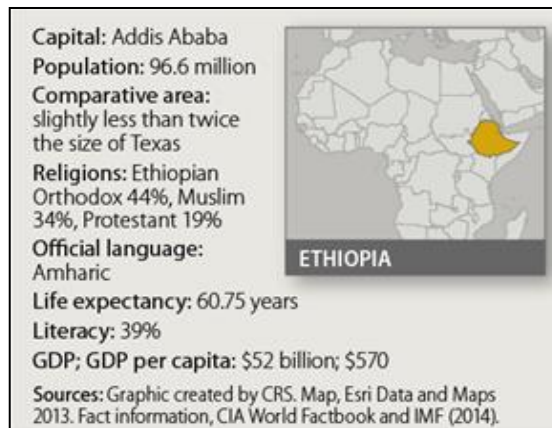 Capital: Addis Ababa
Population: 96.6 million
Comparative area:
slightly less than twice
the size of Texas
Religions: Ethiopian
Orthodox 44%, Muslim
34%, Protestant 19%
Official language:
Amharic
ETHIOPIA
Life expectancy: 60.75 years
Literacy: 39%
GDP; GDP per capita: $52 billion; $570
Sources: Graphic created by CRS. Map, Esri Data and Maps
2013. Fact information, CIA World Factbook and IMF (2014).